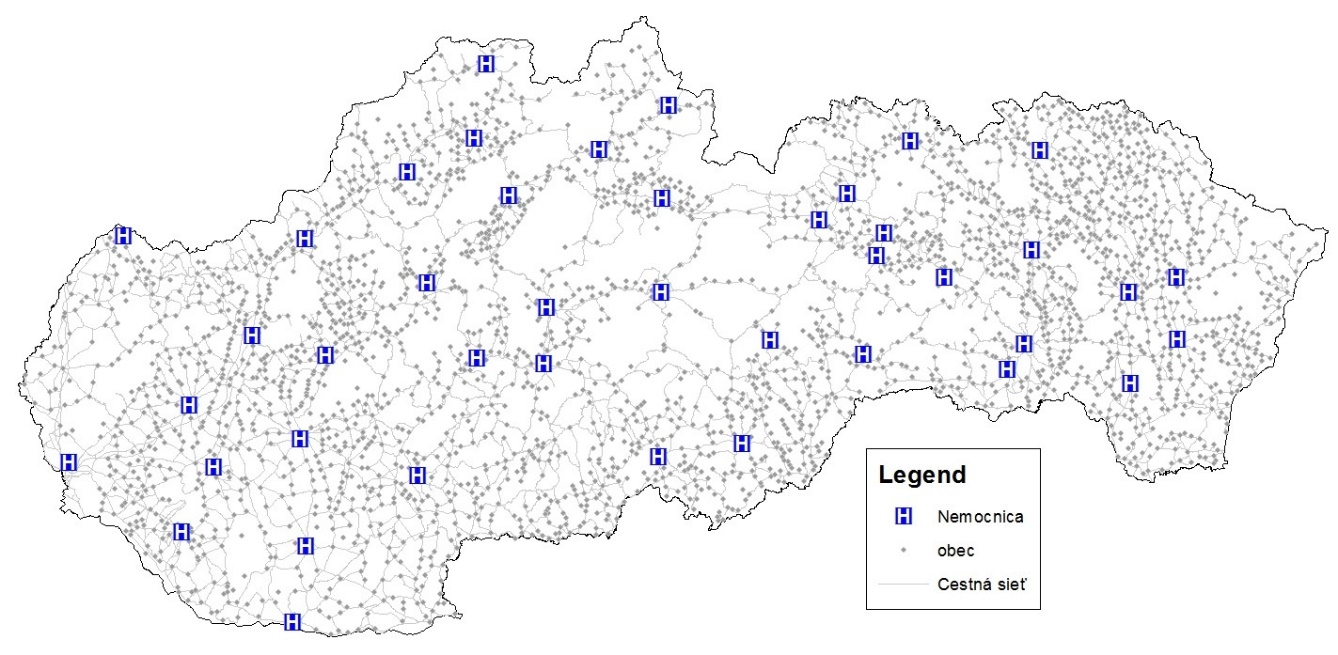 Legend
H Nemocnica
obec
Cestná sieť